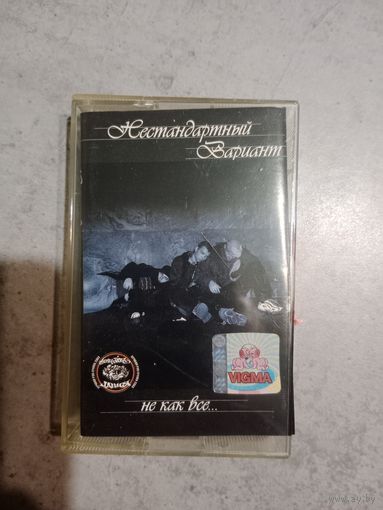 Нестандартный
Вариант
VIGMA
не как все...
www.ay.by